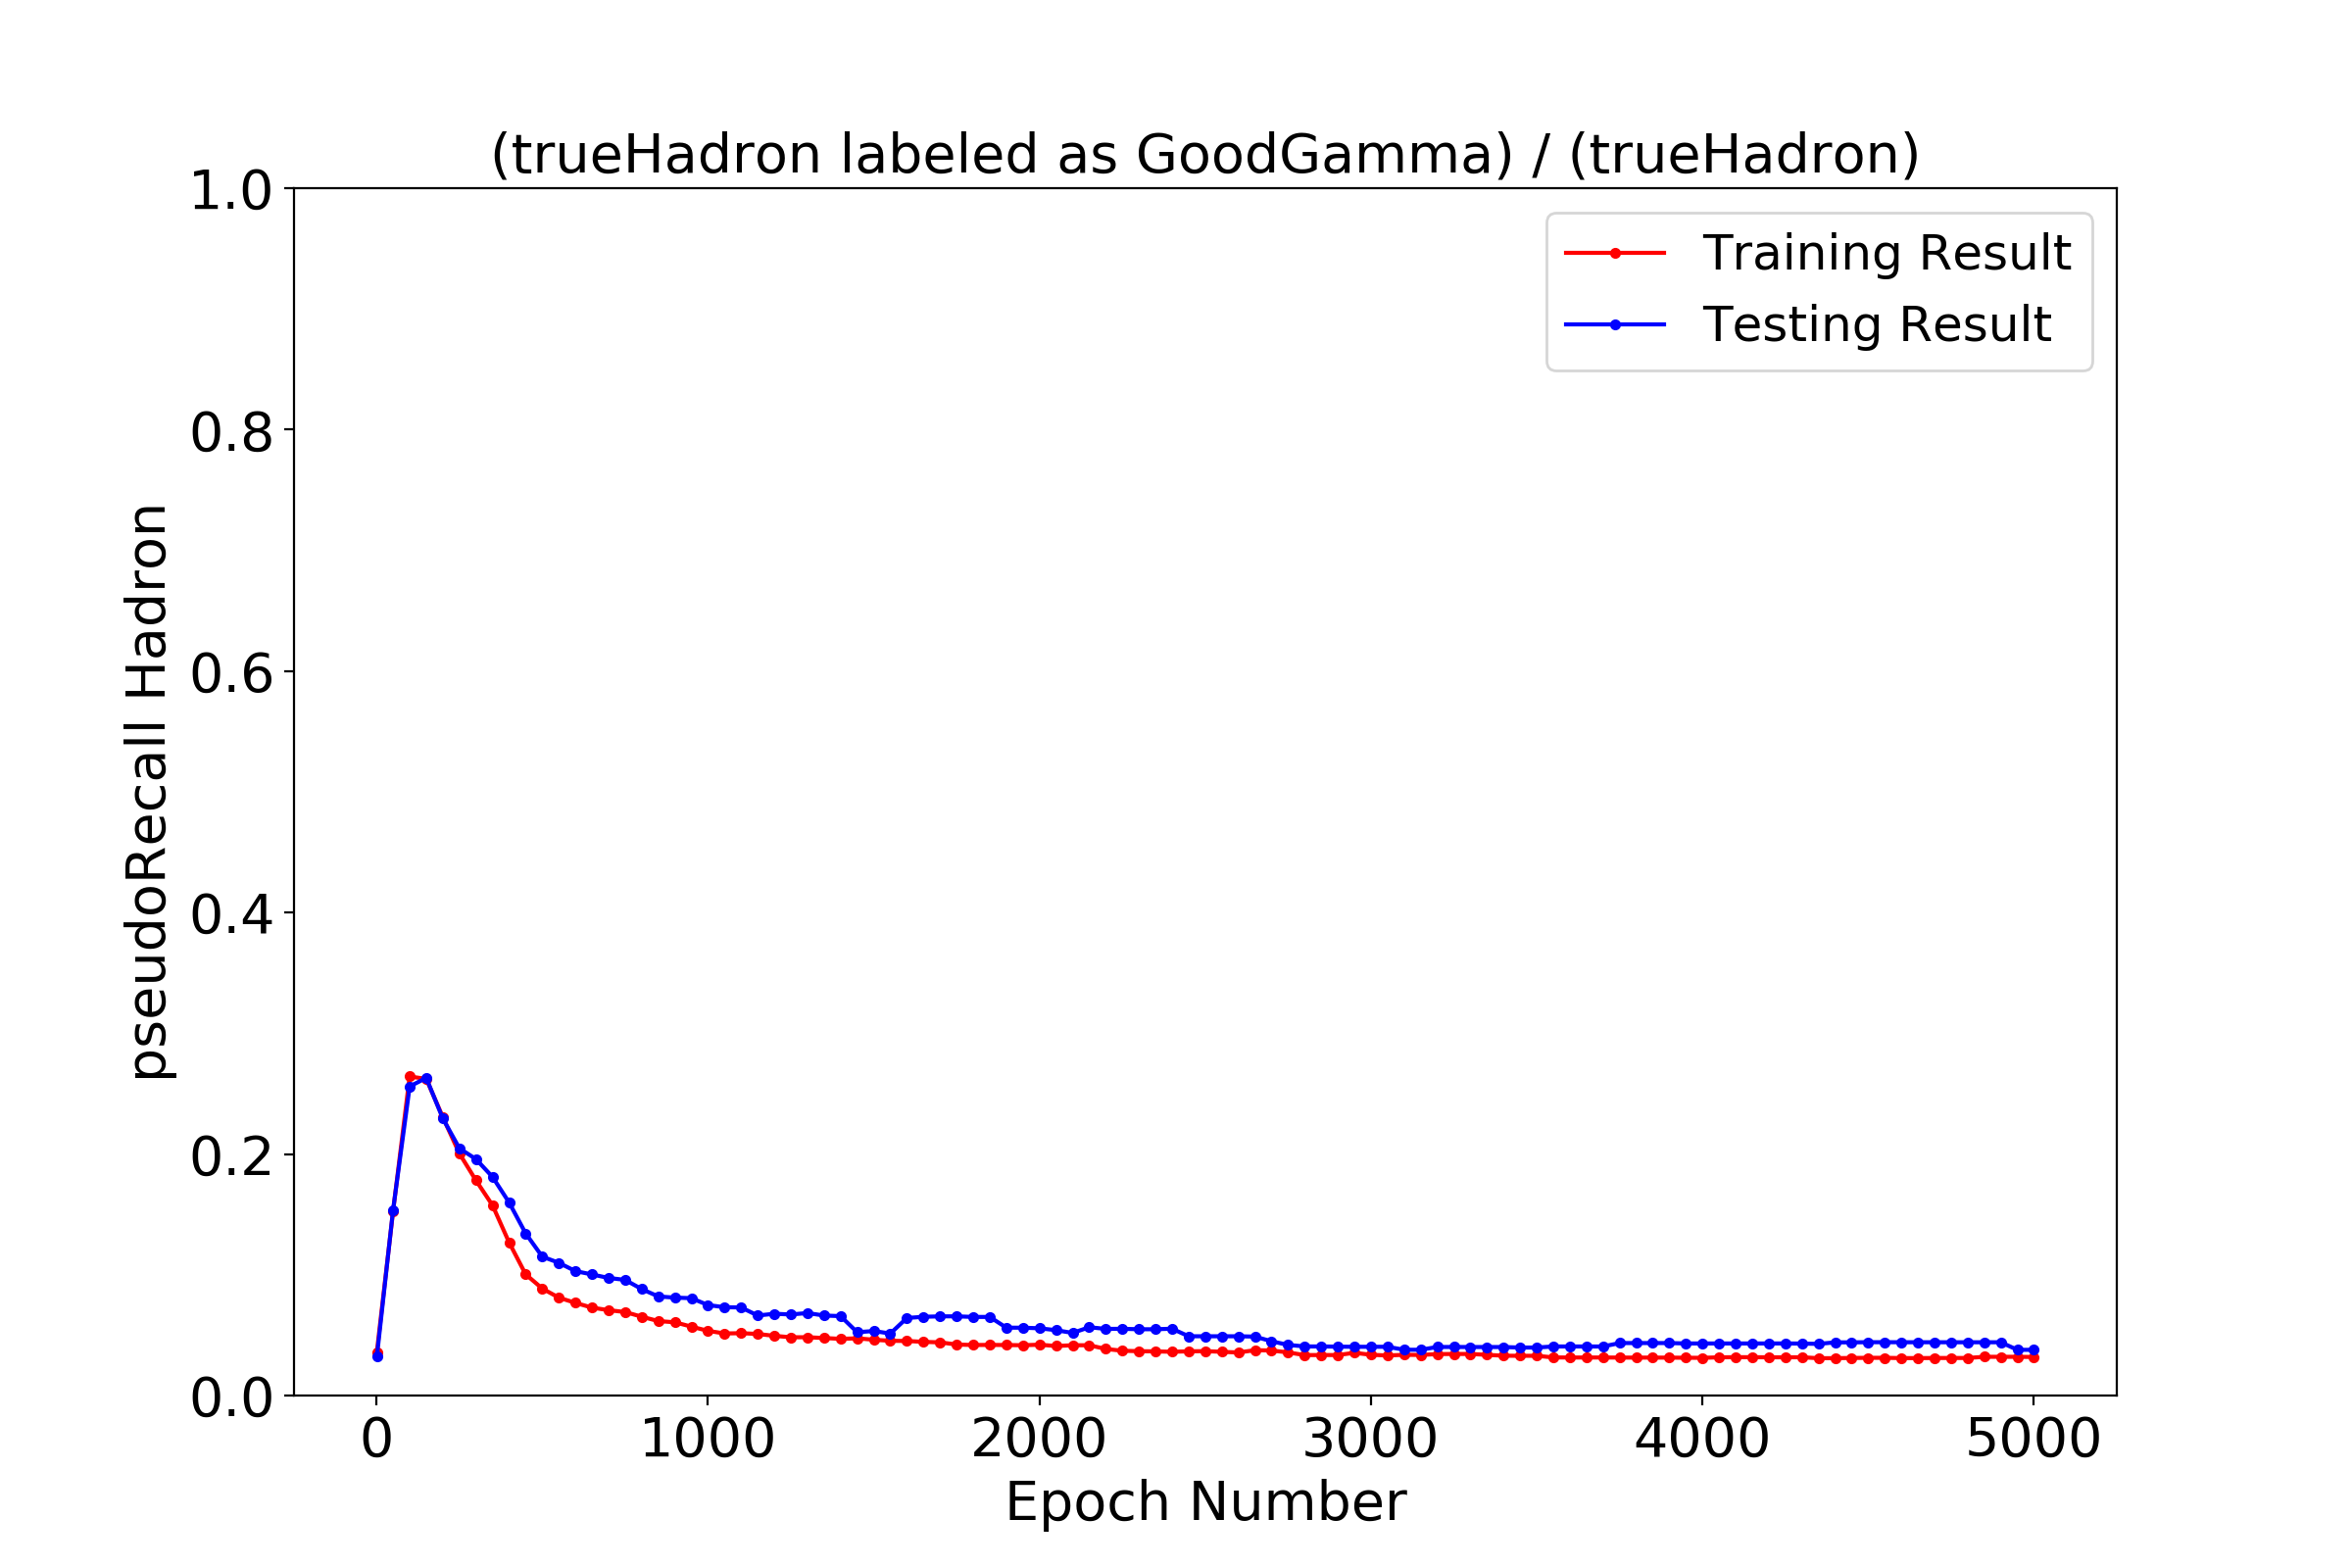 (trueHadron labeled as GoodGamma) / (trueHadron)
1.0
0.8
0.6
0.4
0.2
0.0
pseudoRecall Hadron
Training Result
Testing Result
0 1000 2000 3000 4000 5000
Epoch Number